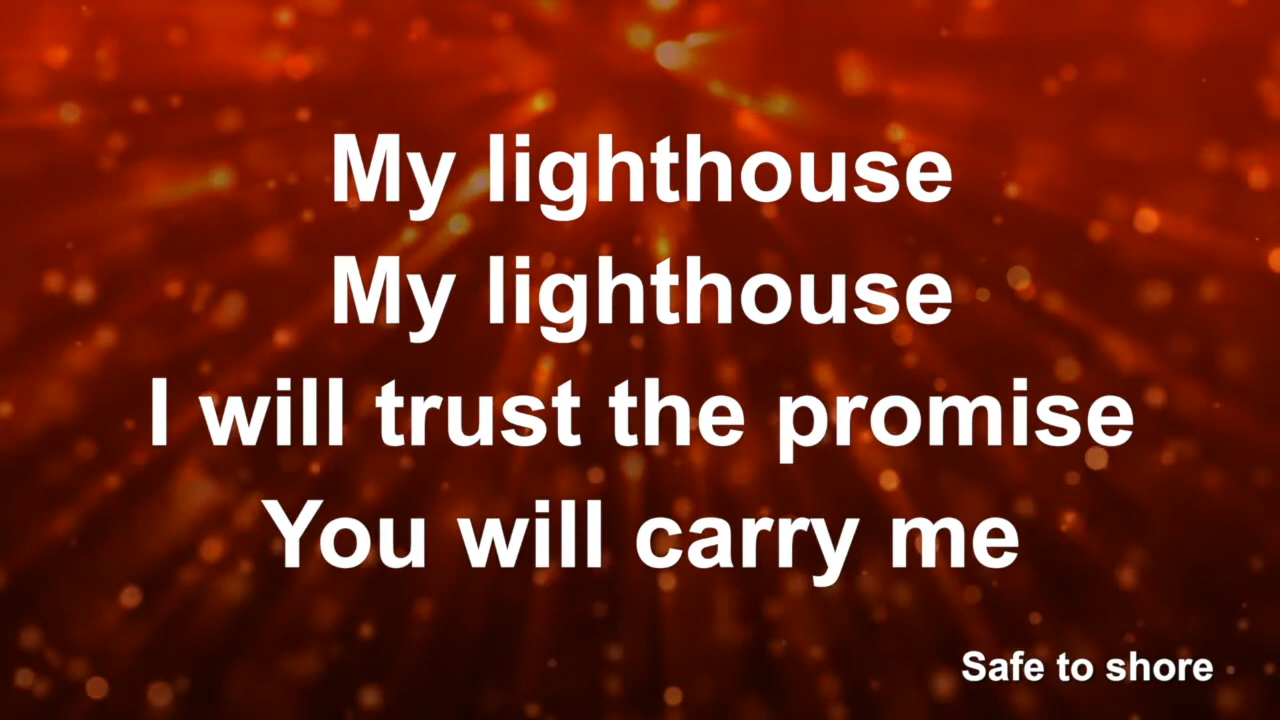 My lighthouse
My lighthouse
I will trust the promise
You will carry me
Safe to shore